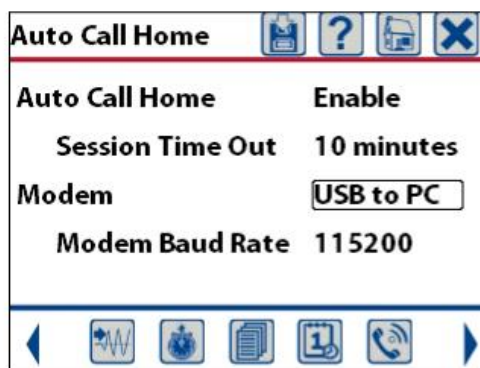 Auto Call Home ?
Auto Call Home Enable
Session Time Out 10 minutes
Modem USB to PC
Modem Baud Rate 115200
1